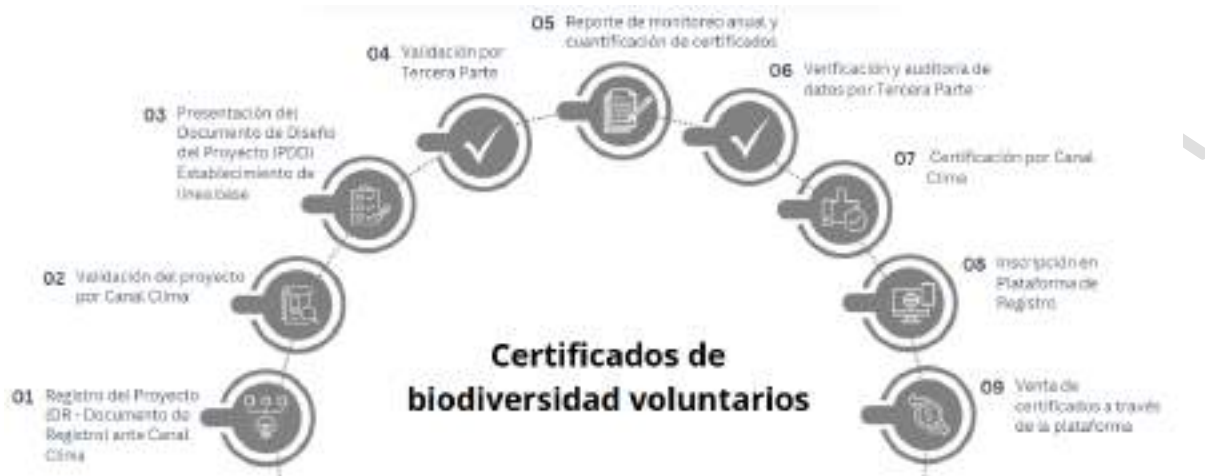 01 Registro del Proyecto
(DR - Documento de
Registro) ante Canal
Clima
02 Validación del proyecto
por Canal Clima
03 Presentación del
Documento de Diseño
del Proyecto (PDD)
Establecimiento de
línea base
04 Validación por
Tercera Parte
05 Reporte de monitoreo anual y
cuantificación de certificados
06 Verificación y auditoría de
datos por Tercera Parte
07 Certificación por Canal
Clima
08 Inscripción en
Plataforma de
Registro
09 Venta de
certificados a través
de la plataforma
Certificados de
biodiversidad voluntarios